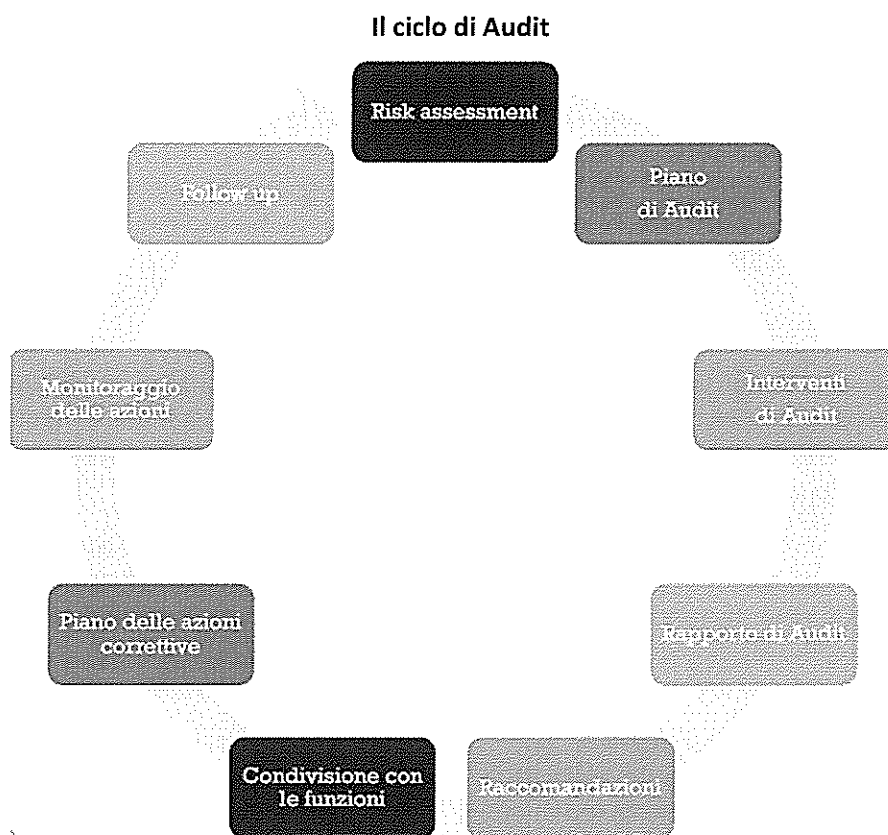 Il ciclo di Audit
Risk assessment
Piano
di Audit
Interventi
di Audit
Rapporto di Audit
Raccomandazioni
Condivisione con
le funzioni
Piano delle azioni
correttive
Monitoraggio
delle azioni
Follow up